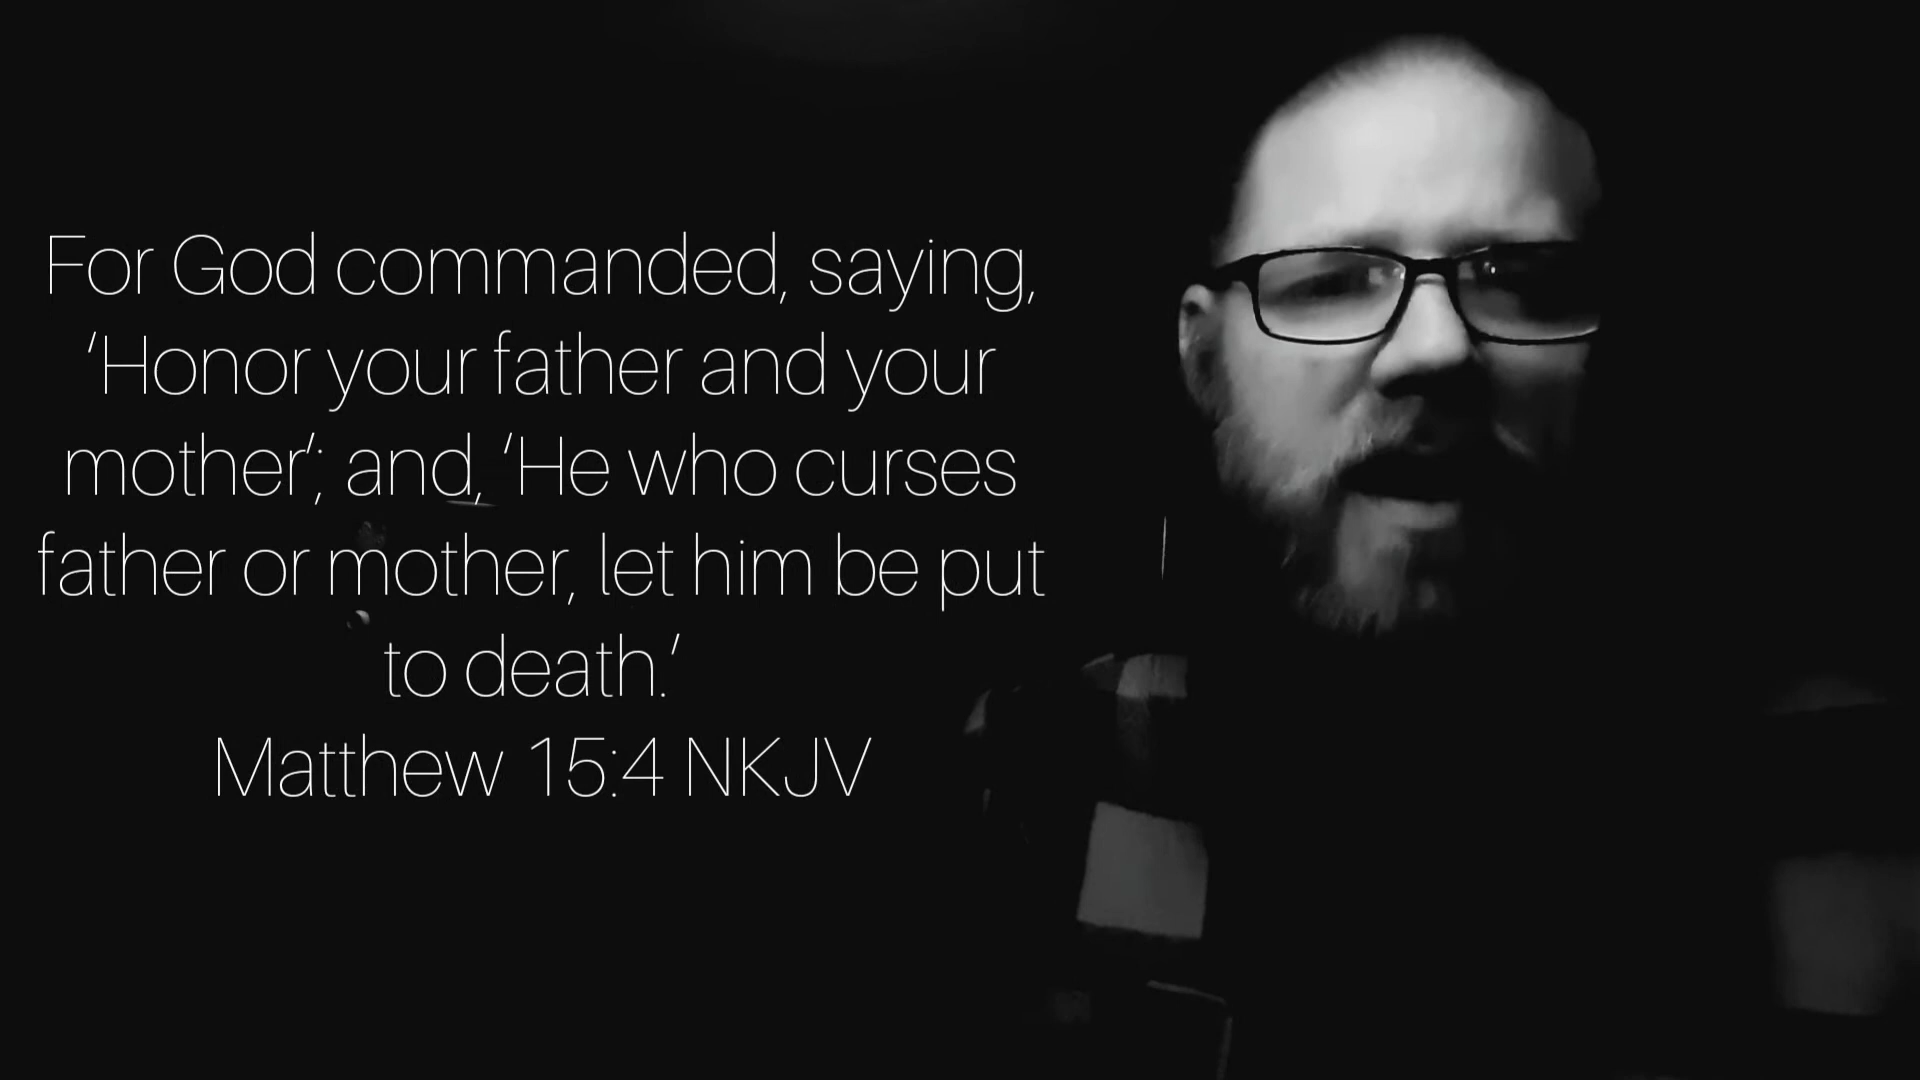 For God commanded, saying,
‘Honor your father and your
mother’; and, ‘He who curses
father or mother, let him be put
to death.’
Matthew 15:4 NKJV